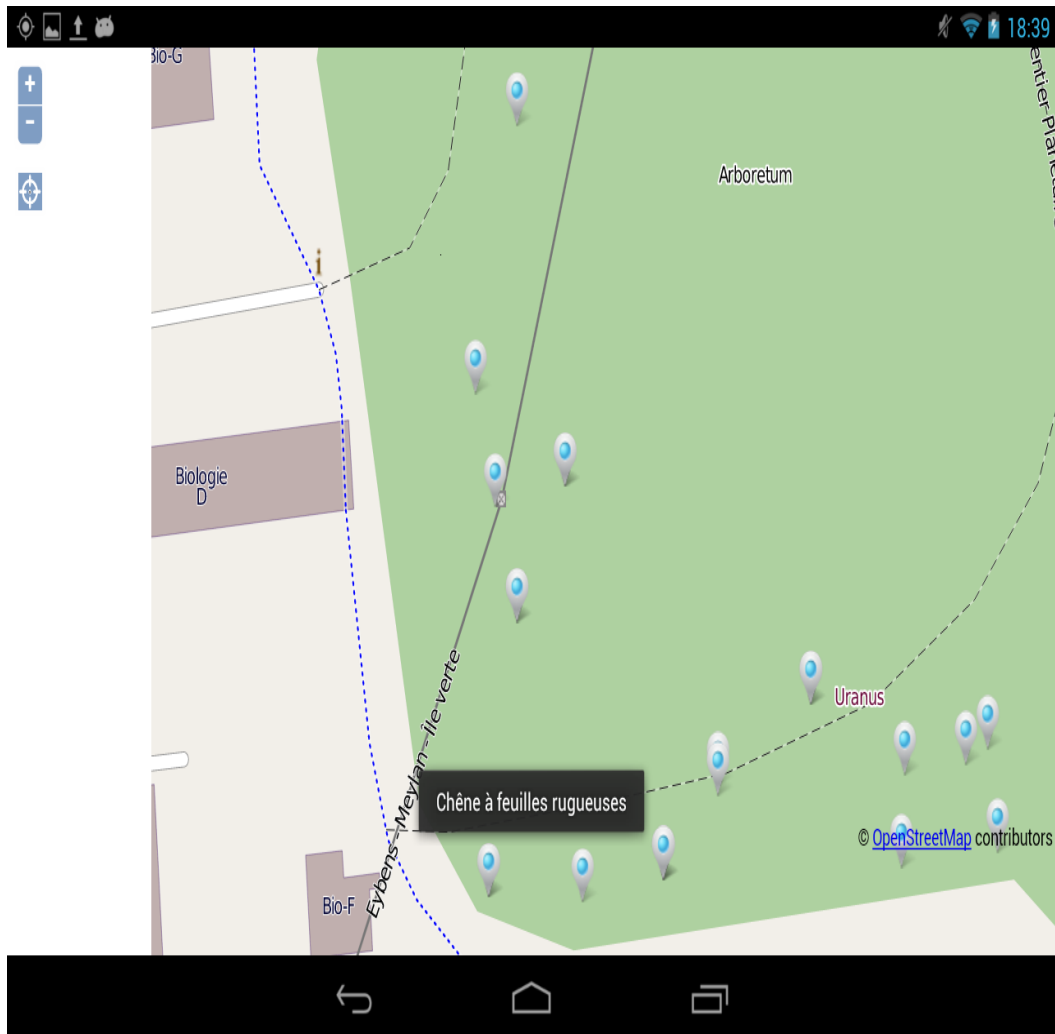 18:39
+
-
Bio-G
Arboretum
i
Biologie
D
Eybens - Meylan - Île verte
Uranus
Chêne à feuilles rugueuses
© OpenStreetMap contributors
Bio-F